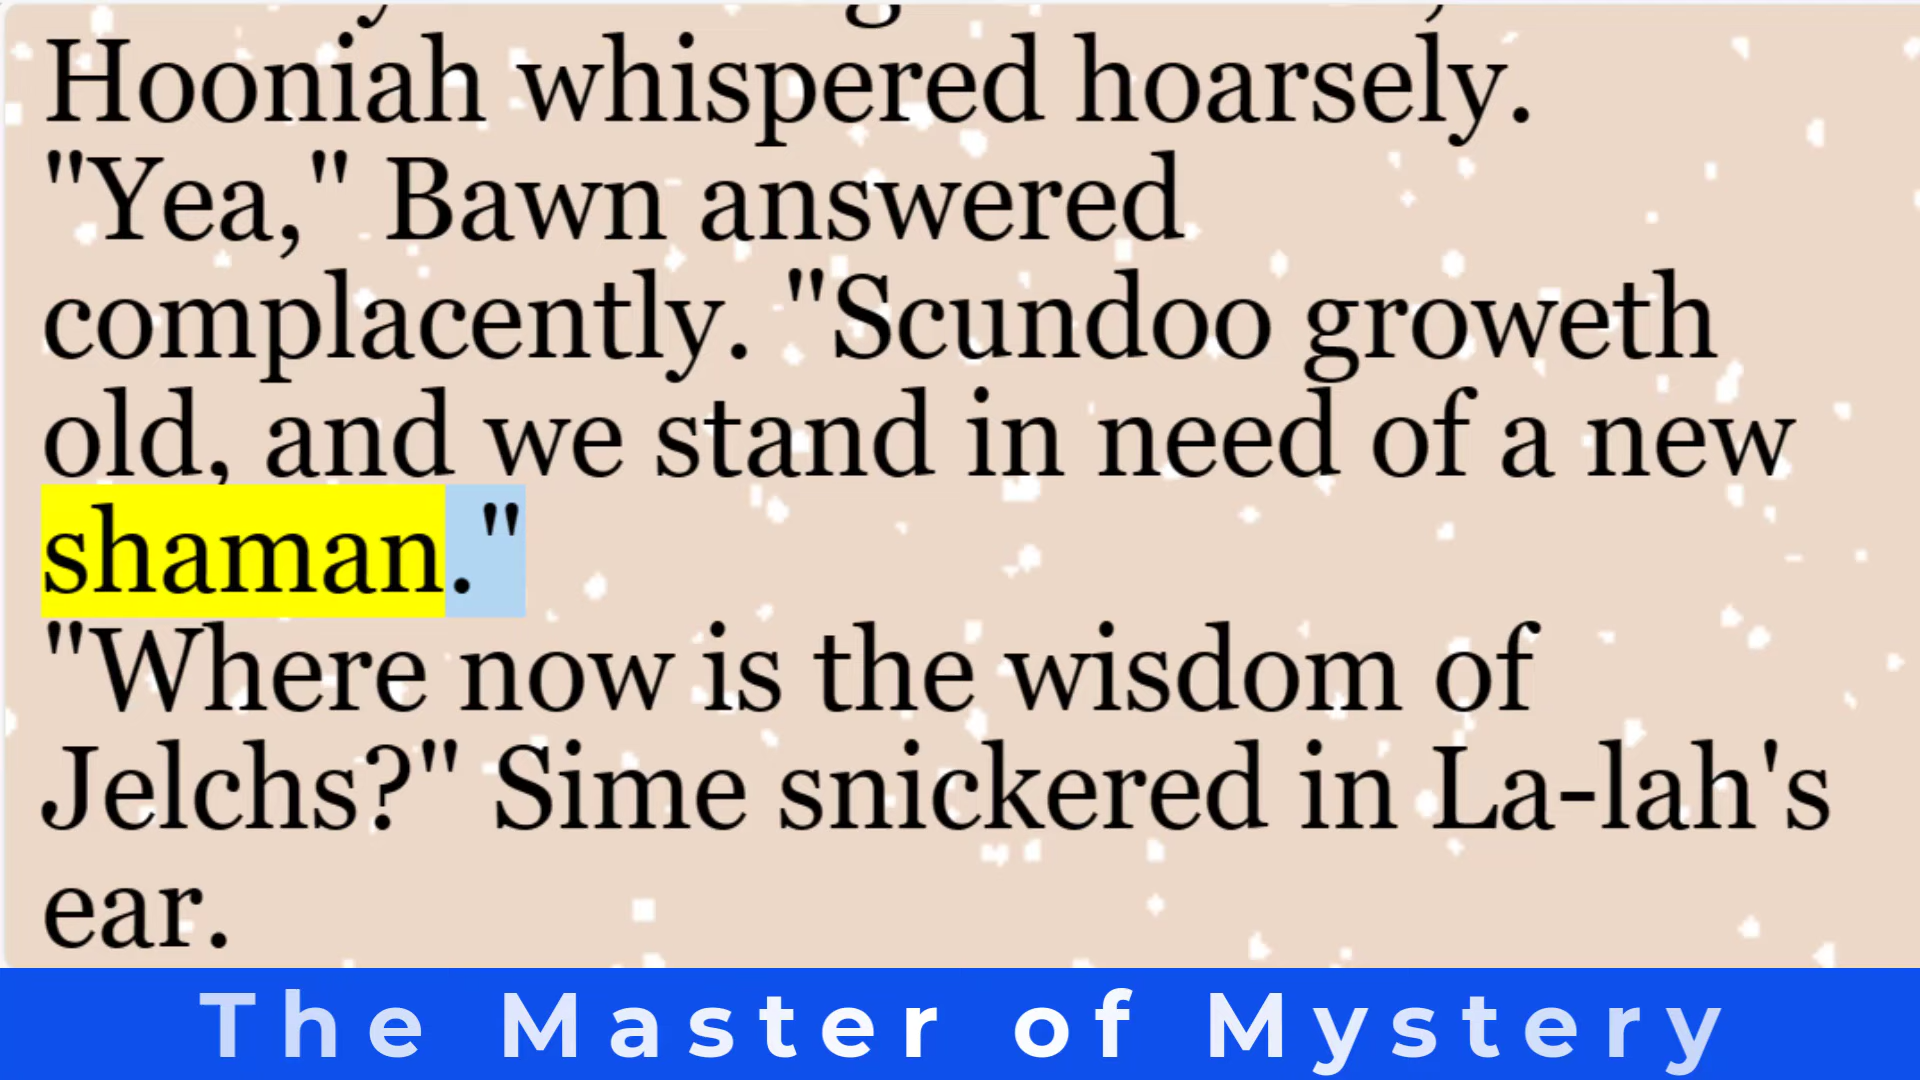 Hooniah whispered hoarsely.
"Yea," Bawn answered
complacently. "Scundoo groweth
old, and we stand in need of a new
shaman."
"Where now is the wisdom of
Jelchs?" Sime snickered in La-lah's
ear.
The Master of Mystery